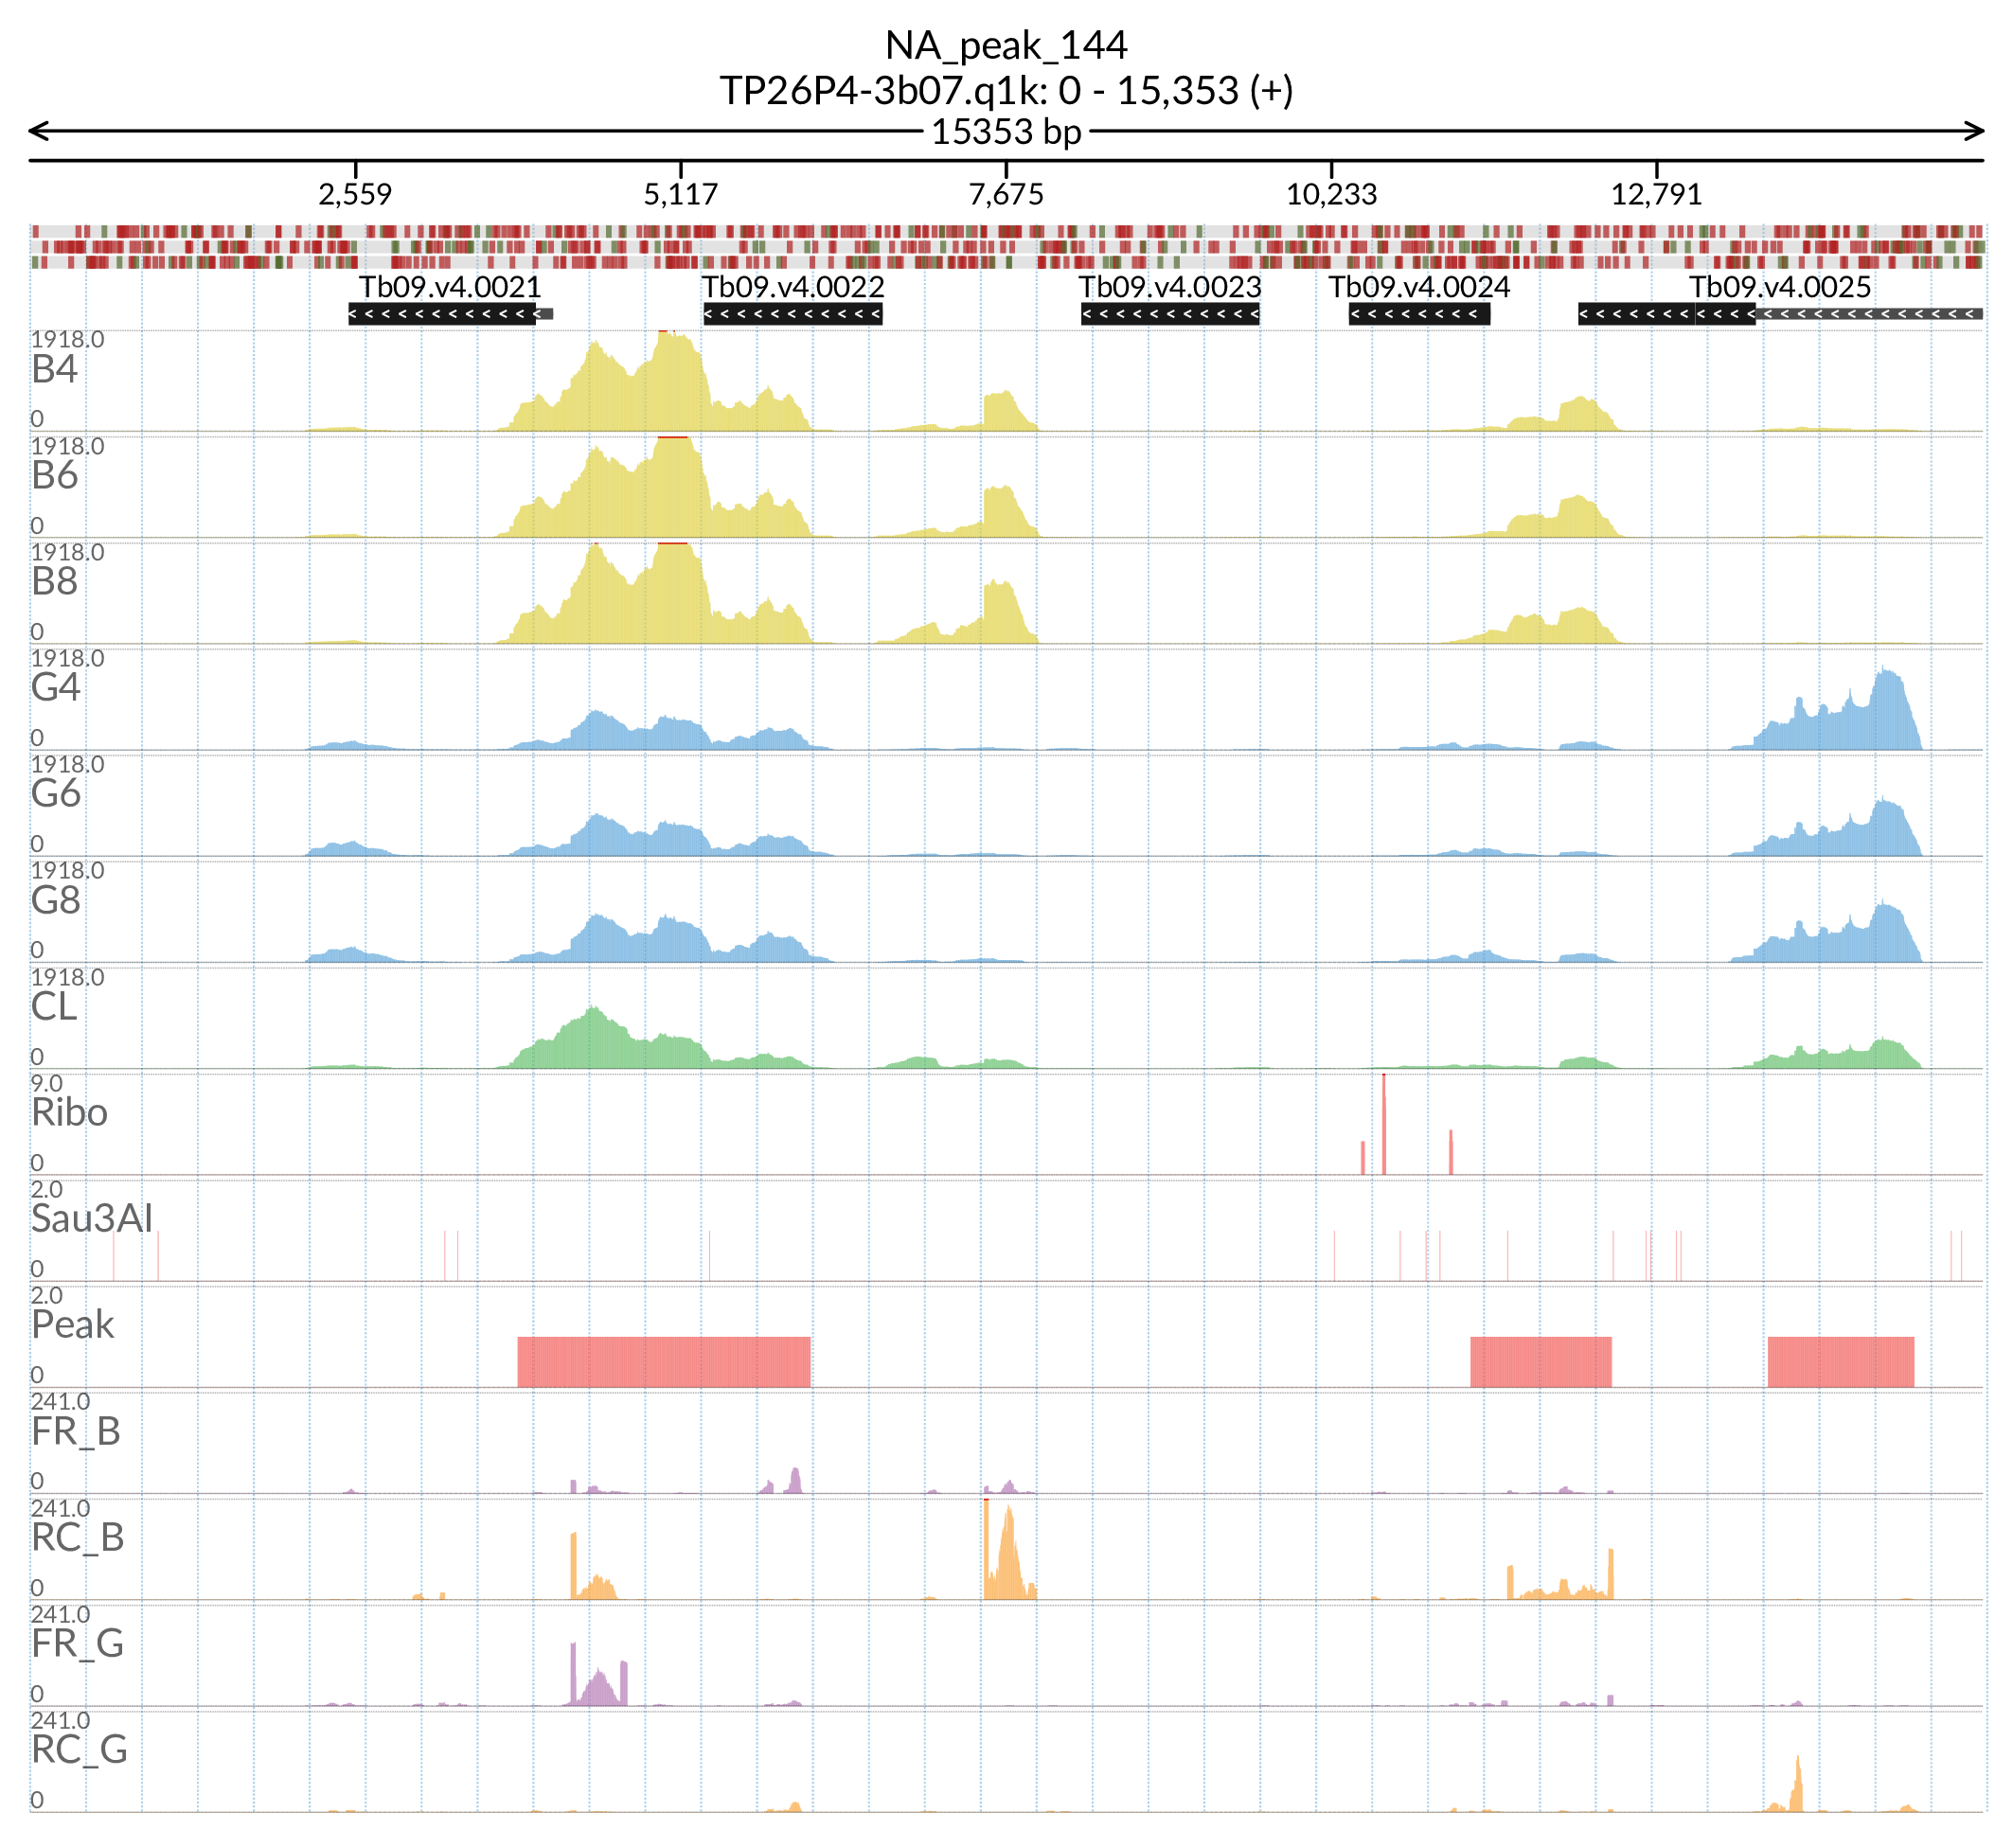 NA_peak_144
TP26P4-3b07.q1k: 0 - 15,353 (+)
15353 bp
2,559 5,117 7,675 10,233 12,791
Tb09.v4.0021 Tb09.v4.0022 Tb09.v4.0023 Tb09.v4.0024 Tb09.v4.0025
1918.0
B4
0
1918.0
B6
0
1918.0
B8
0
1918.0
G4
0
1918.0
G6
0
1918.0
G8
0
1918.0
CL
0
9.0
Ribo
0
2.0
Sau3AI
0
2.0
Peak
0
241.0
FR_B
0
241.0
RC_B
0
241.0
FR_G
0
241.0
RC_G
0